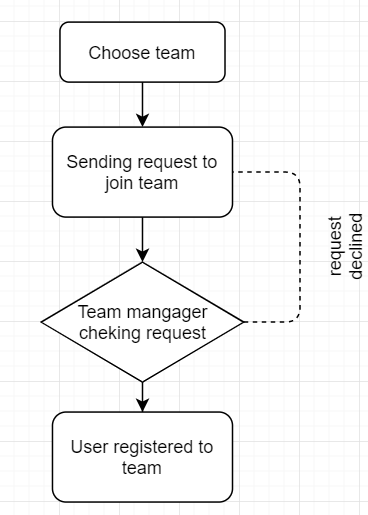 Choose team
Sending request to
join team
request
declined
Team mangager
cheking request
User registered to
team